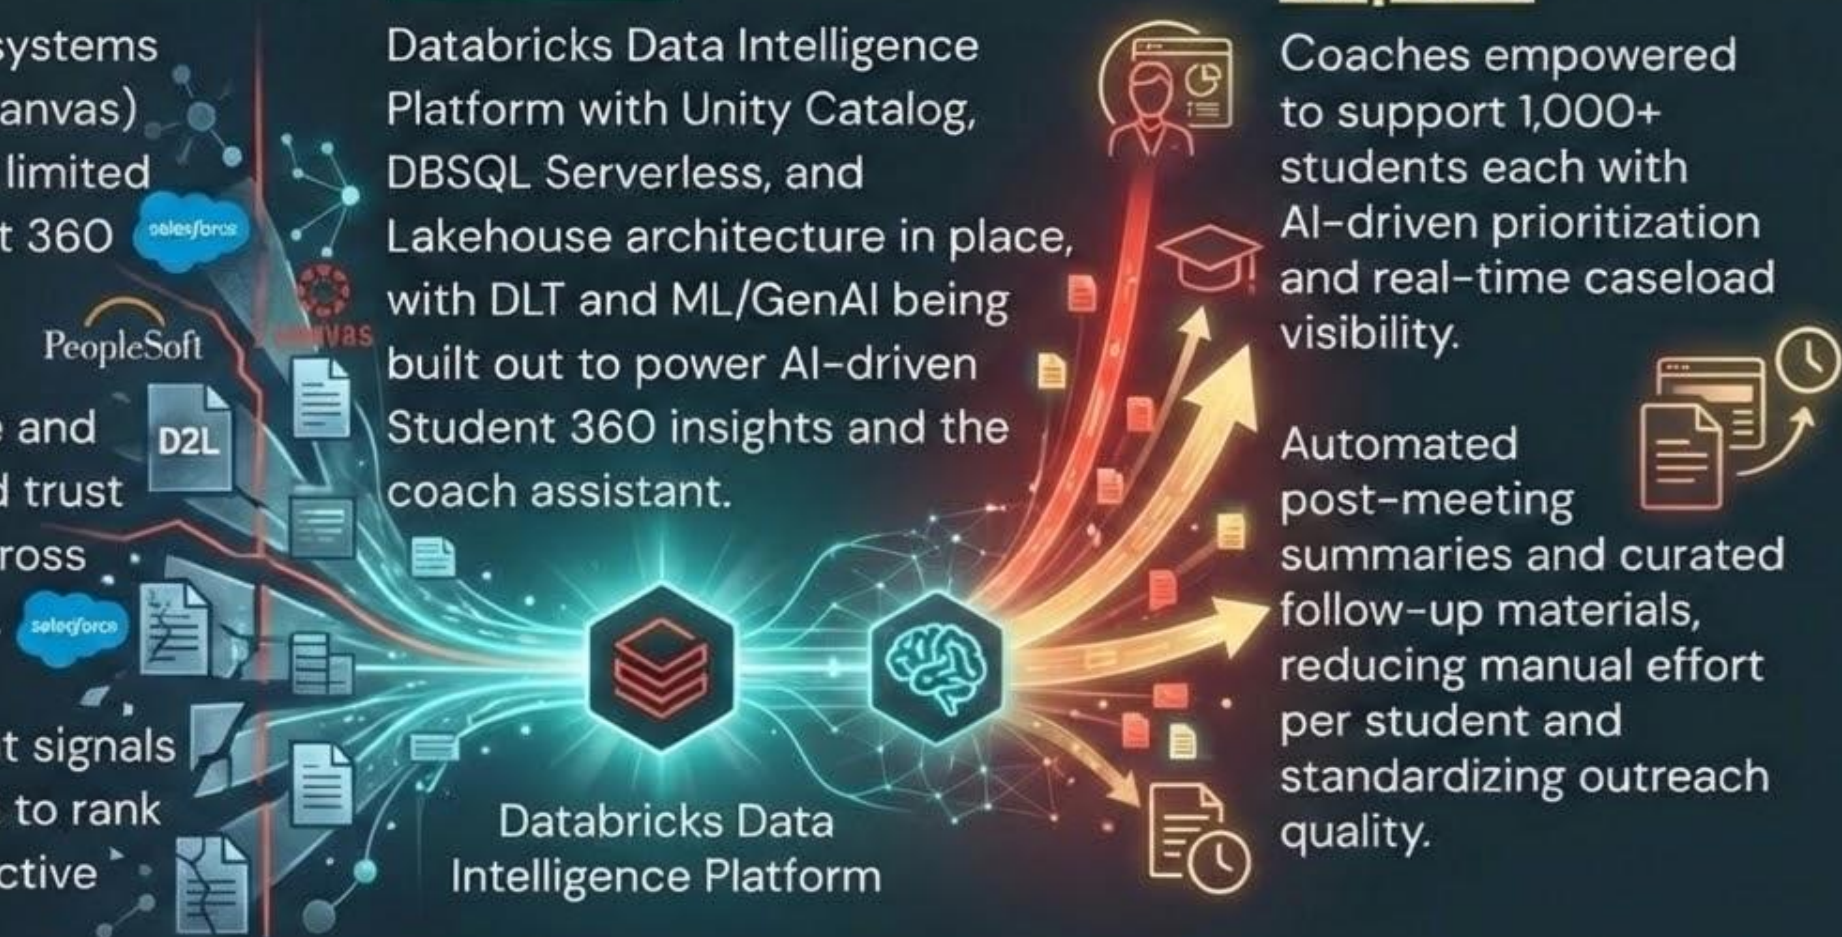 systems
anvas)
limited
t 360
salesforce
PeopleSoft
D2L
and
trust
ross
t signals
to rank
ctive
Databricks Data Intelligence
Platform with Unity Catalog,
DBSQL Serverless, and
Lakehouse architecture in place,
with DLT and ML/GenAI being
built out to power AI-driven
Student 360 insights and the
coach assistant.
Databricks Data
Intelligence Platform
Coaches empowered
to support 1,000+
students each with
AI-driven prioritization
and real-time caseload
visibility.
Automated
post-meeting
summaries and curated
follow-up materials,
reducing manual effort
per student and
standardizing outreach
quality.